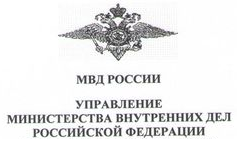 МВД РОССИИ
УПРАВЛЕНИЕ
МИНИСТЕРСТВА ВНУТРЕННИХ ДЕЛ
РОССИЙСКОЙ ФЕДЕРАЦИИ